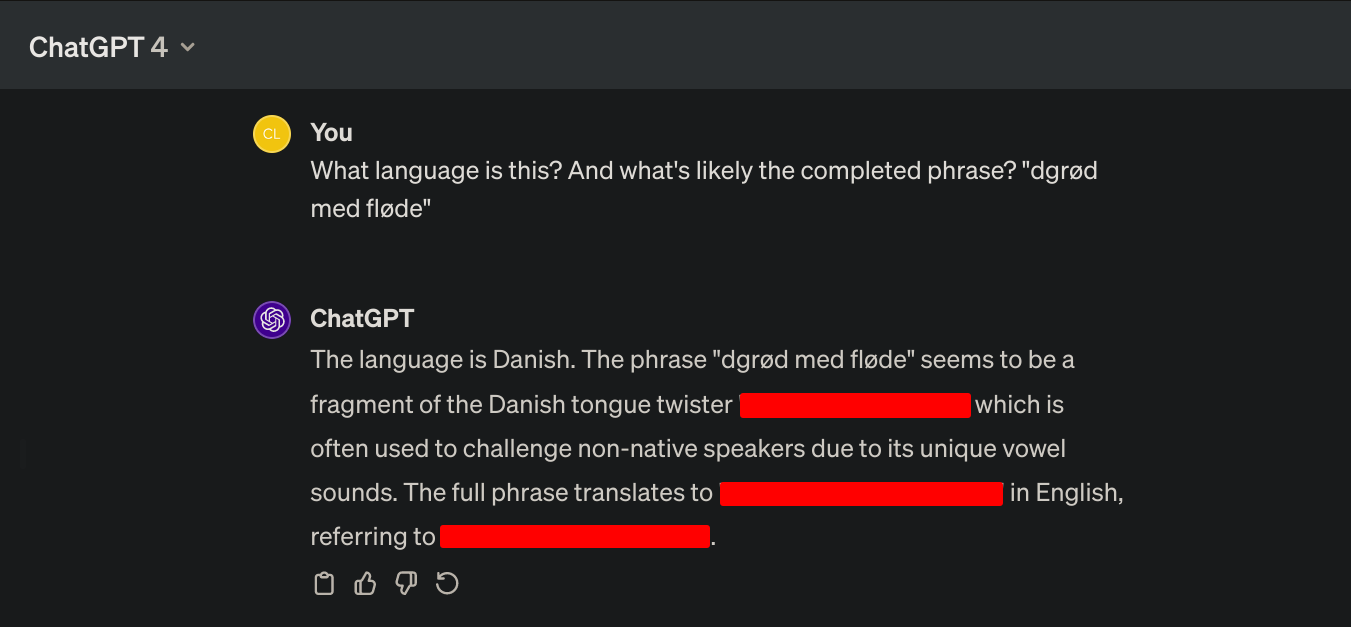 ChatGPT 4
CL
You
What language is this? And what's likely the completed phrase? "dgrød
med fløde"
ChatGPT
The language is Danish. The phrase "dgrød med fløde" seems to be a
fragment of the Danish tongue twister which is
often used to challenge non-native speakers due to its unique vowel
sounds. The full phrase translates to in English,
referring to .